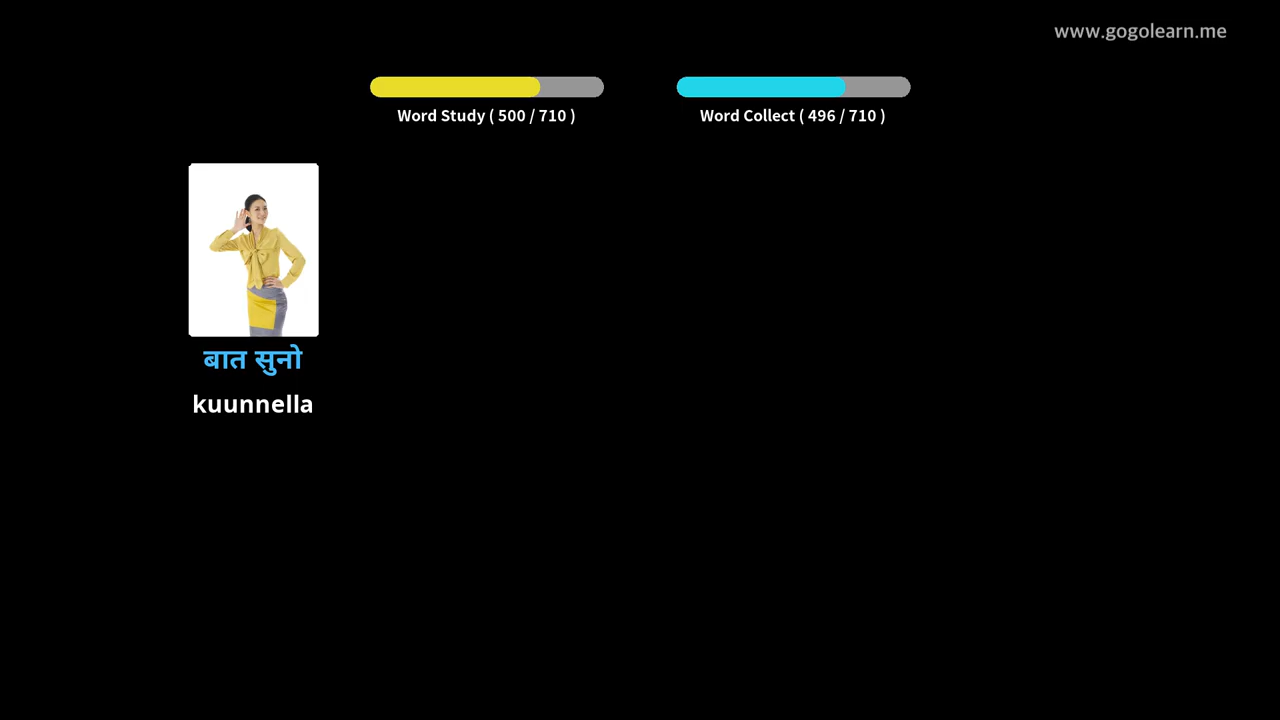 www.gogolearn.me
Word Study ( 500 / 710 )
Word Collect ( 496 / 710 )
बात सुनो
kuunnella